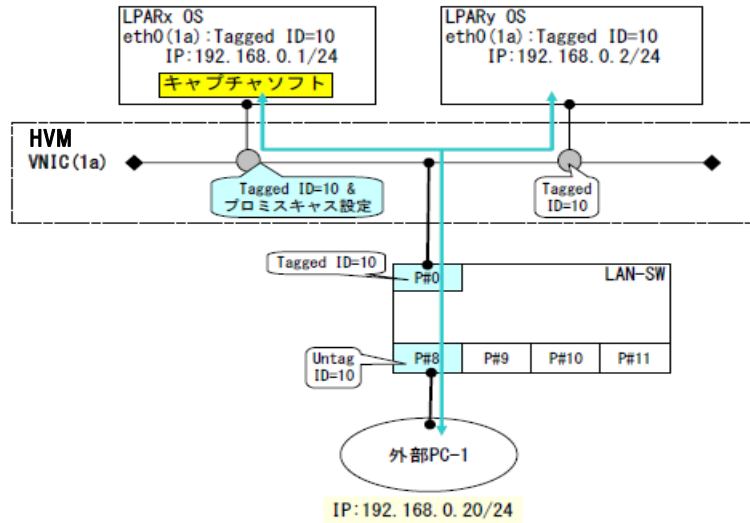 LPARx OS
eth0(1a):Tagged ID=10
IP:192.168.0.1/24
キャプチャソフト
LPARy OS
eth0(1a):Tagged ID=10
IP:192.168.0.2/24
HVM
VNIC(1a)
Tagged ID=10 &
プロミスキャス設定
Tagged
ID=10
Tagged ID=10
P#0
LAN-SW
Untag
ID=10
P#8
P#9
P#10
P#11
外部PC-1
IP:192.168.0.20/24